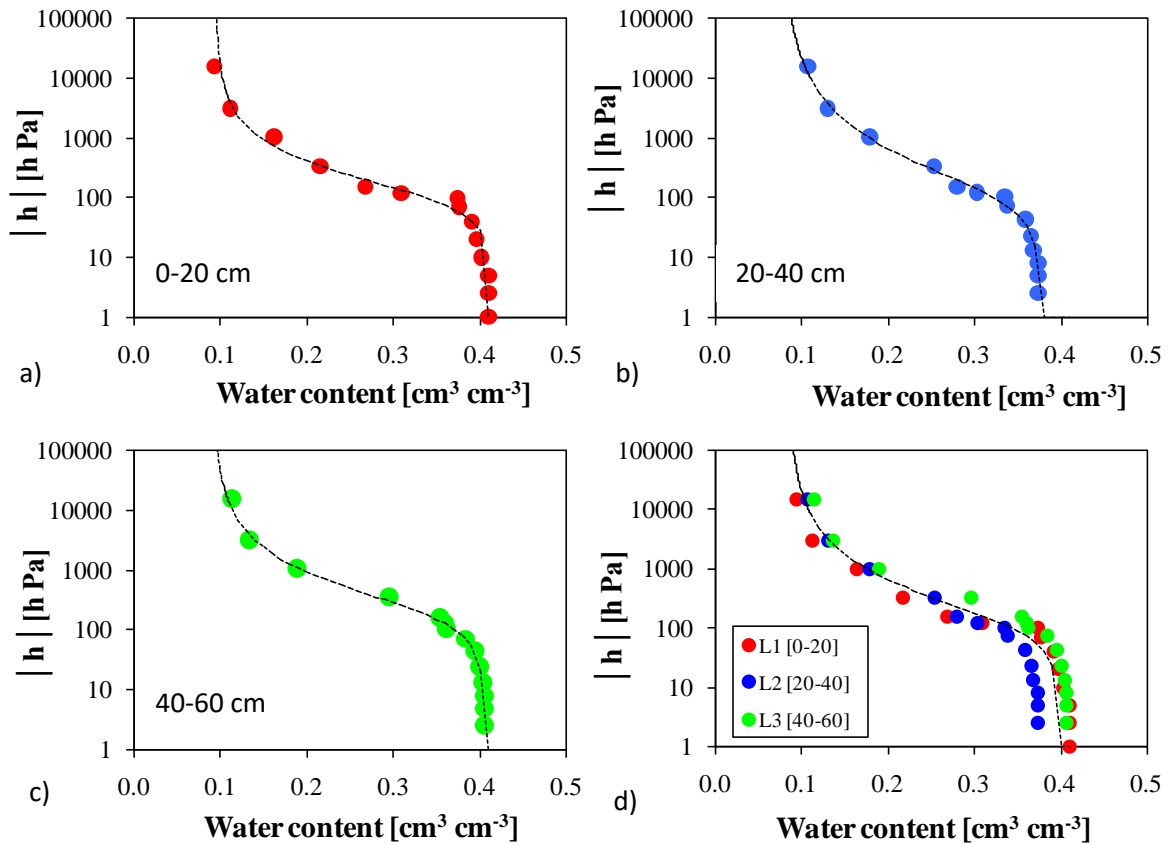 100000
10000
1000
100
10
1
| h | [h Pa]
0-20 cm
0.0 0.1 0.2 0.3 0.4 0.5
a)
Water content [cm³ cm⁻³]
100000
10000
1000
100
10
1
| h | [h Pa]
20-40 cm
0.0 0.1 0.2 0.3 0.4 0.5
b)
Water content [cm³ cm⁻³]
100000
10000
1000
100
10
1
| h | [h Pa]
40-60 cm
0.0 0.1 0.2 0.3 0.4 0.5
c)
Water content [cm³ cm⁻³]
100000
10000
1000
100
10
1
| h | [h Pa]
L1 [0-20]
L2 [20-40]
L3 [40-60]
0.0 0.1 0.2 0.3 0.4 0.5
d)
Water content [cm³ cm⁻³]